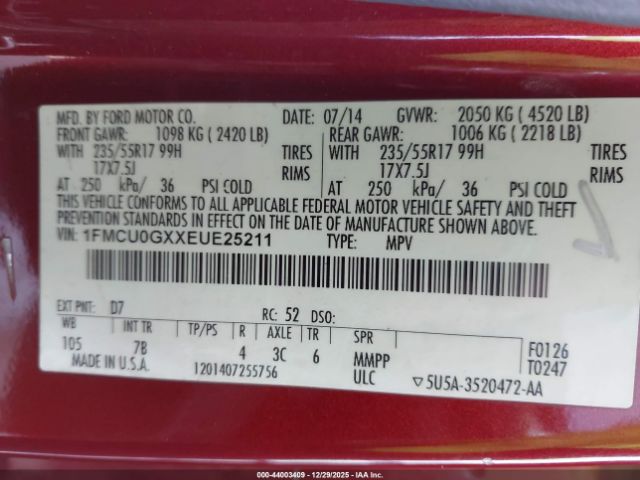 MFD. BY FORD MOTOR CO. DATE: 07/14 GVWR: 2050 KG (4520 LB)
FRONT GAWR: 1098 KG (2420 LB) REAR GAWR: 1006 KG (2218 LB)
WITH 235/55R17 99H TIRES WITH 235/55R17 99H TIRES
17X7.5J RIMS 17X7.5J RIMS
AT 250 kPa/ 36 PSI COLD AT 250 kPa/ 36 PSI COLD
THIS VEHICLE CONFORMS TO ALL APPLICABLE FEDERAL MOTOR VEHICLE SAFETY AND THEFT
PREVENTION STANDARDS IN EFFECT ON THE DATE OF MANUFACTURE SHOWN ABOVE.
VIN: 1FMCU0GXXEUE25211 TYPE: MPV
EXT PNT: D7 RC: 52 DSO:
WB INT TR TP/PS R AXLE TR SPR
105 7B 4 3C 6 MMPP F0126
MADE IN U.S.A. 1201407255756 ULC T0247
▽5U5A-3520472-AA
000-44003409 - 12/29/2025 - IAA Inc.